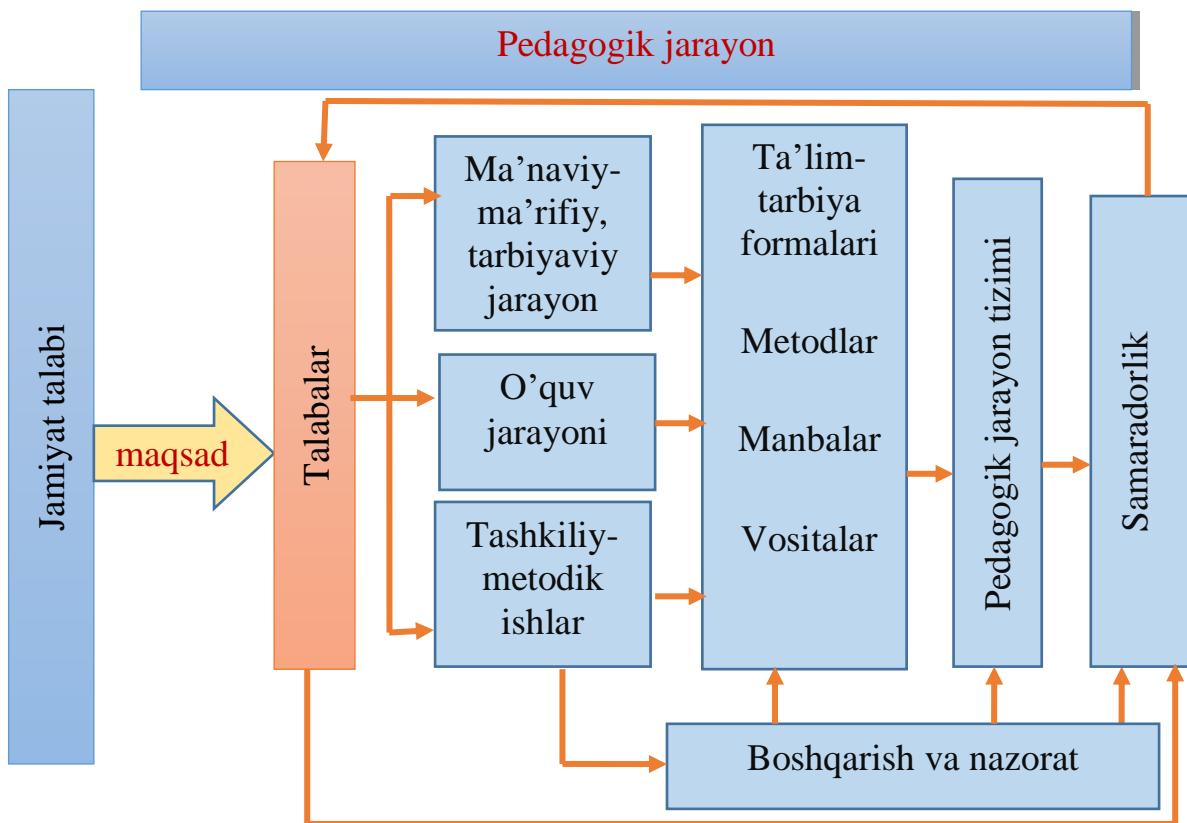 Pedagogik jarayon
Jamiyat talabi
maqsad
Talabalar
Ma’naviy-
ma’rifiy,
tarbiyaviy
jarayon
O’quv
jarayoni
Tashkiliy-
metodik
ishlar
Ta’lim-
tarbiya
formalari
Metodlar
Manbalar
Vositalar
Pedagogik jarayon tizimi
Samaradorlik
Boshqarish va nazorat